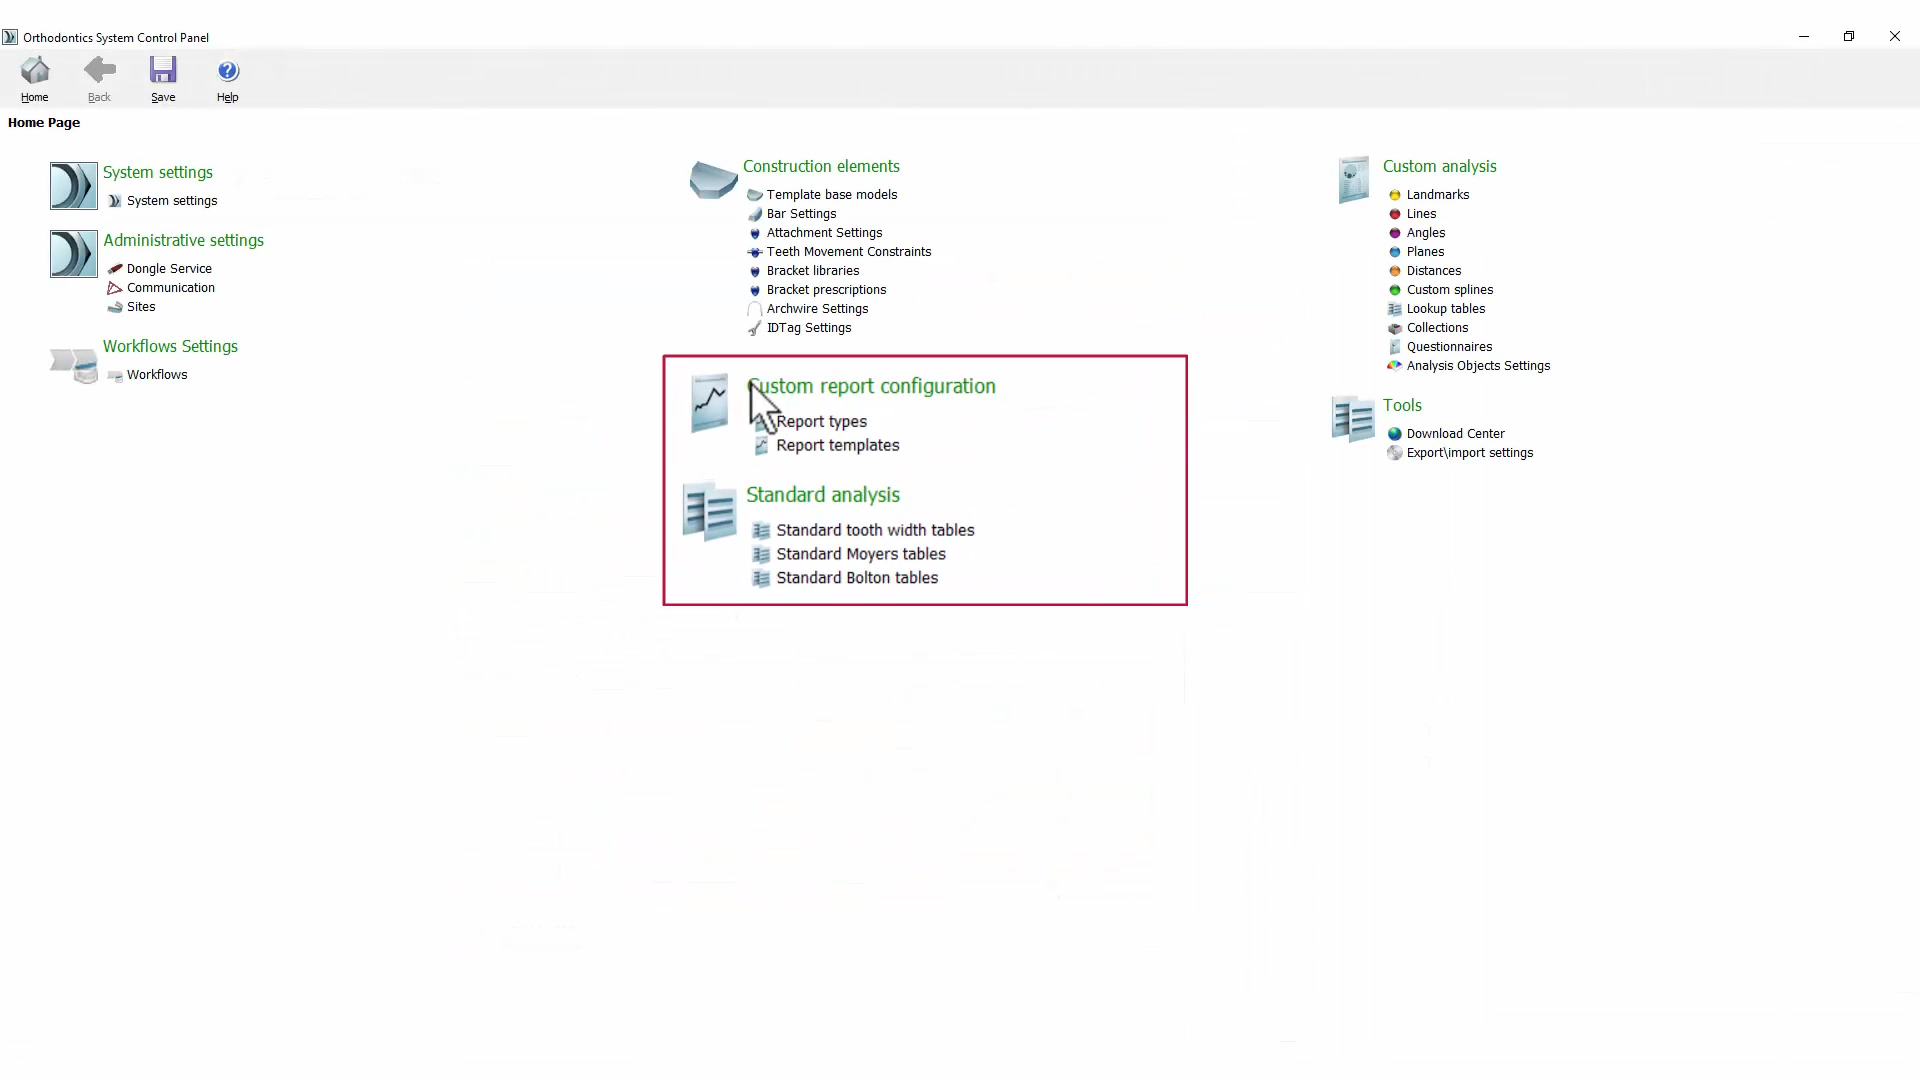 Orthodontics System Control Panel
Home
Back
Save
Help
Home Page
System settings
System settings
Administrative settings
Dongle Service
Communication
Sites
Workflows Settings
Workflows
Construction elements
Template base models
Bar Settings
Attachment Settings
Teeth Movement Constraints
Bracket libraries
Bracket prescriptions
Archwire Settings
IDTag Settings
Custom report configuration
Report types
Report templates
Standard analysis
Standard tooth width tables
Standard Moyers tables
Standard Bolton tables
Custom analysis
Landmarks
Lines
Angles
Planes
Distances
Custom splines
Lookup tables
Collections
Questionnaires
Analysis Objects Settings
Tools
Download Center
Export\import settings